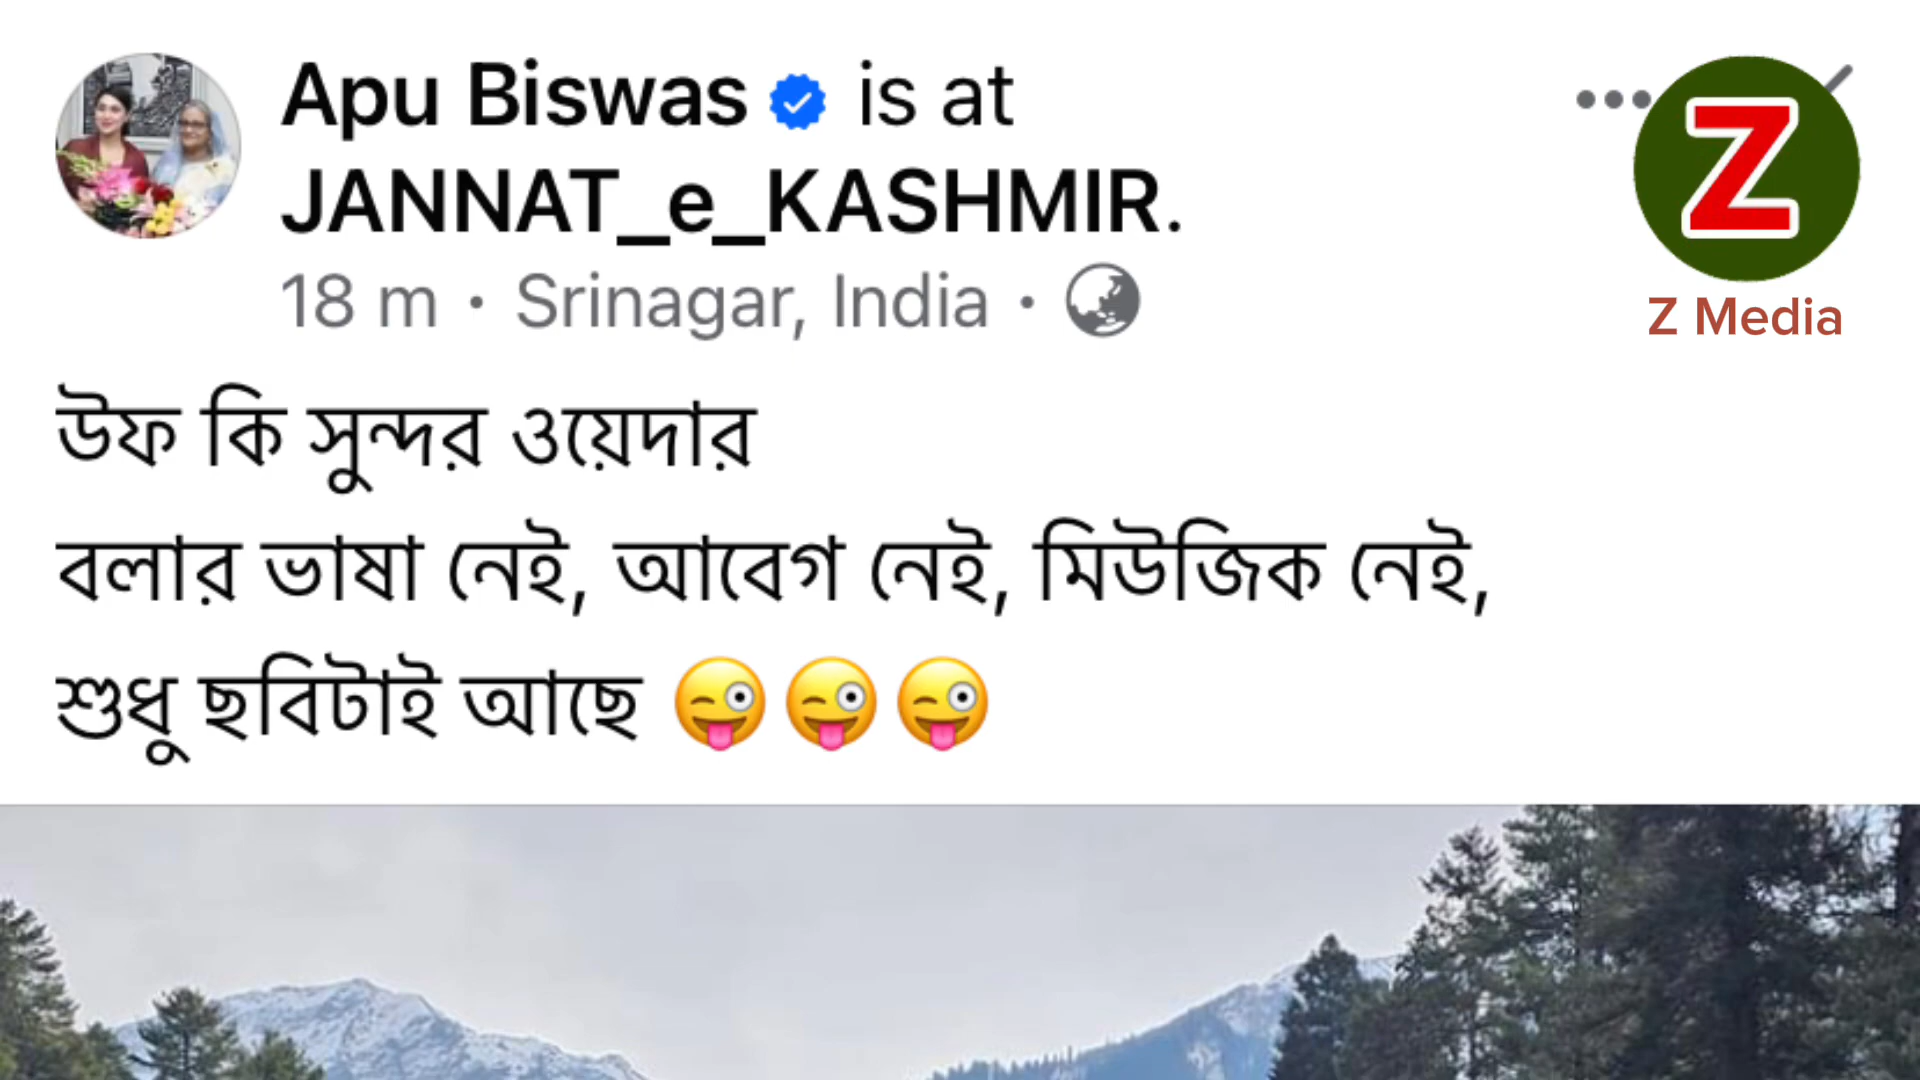 Apu Biswas is at
JANNAT_e_KASHMIR.
18 m · Srinagar, India ·
Z
Z Media
উফ কি সুন্দর ওয়েদার
বলার ভাষা নেই, আবেগ নেই, মিউজিক নেই,
শুধু ছবিটাই আছে 😜😜😜